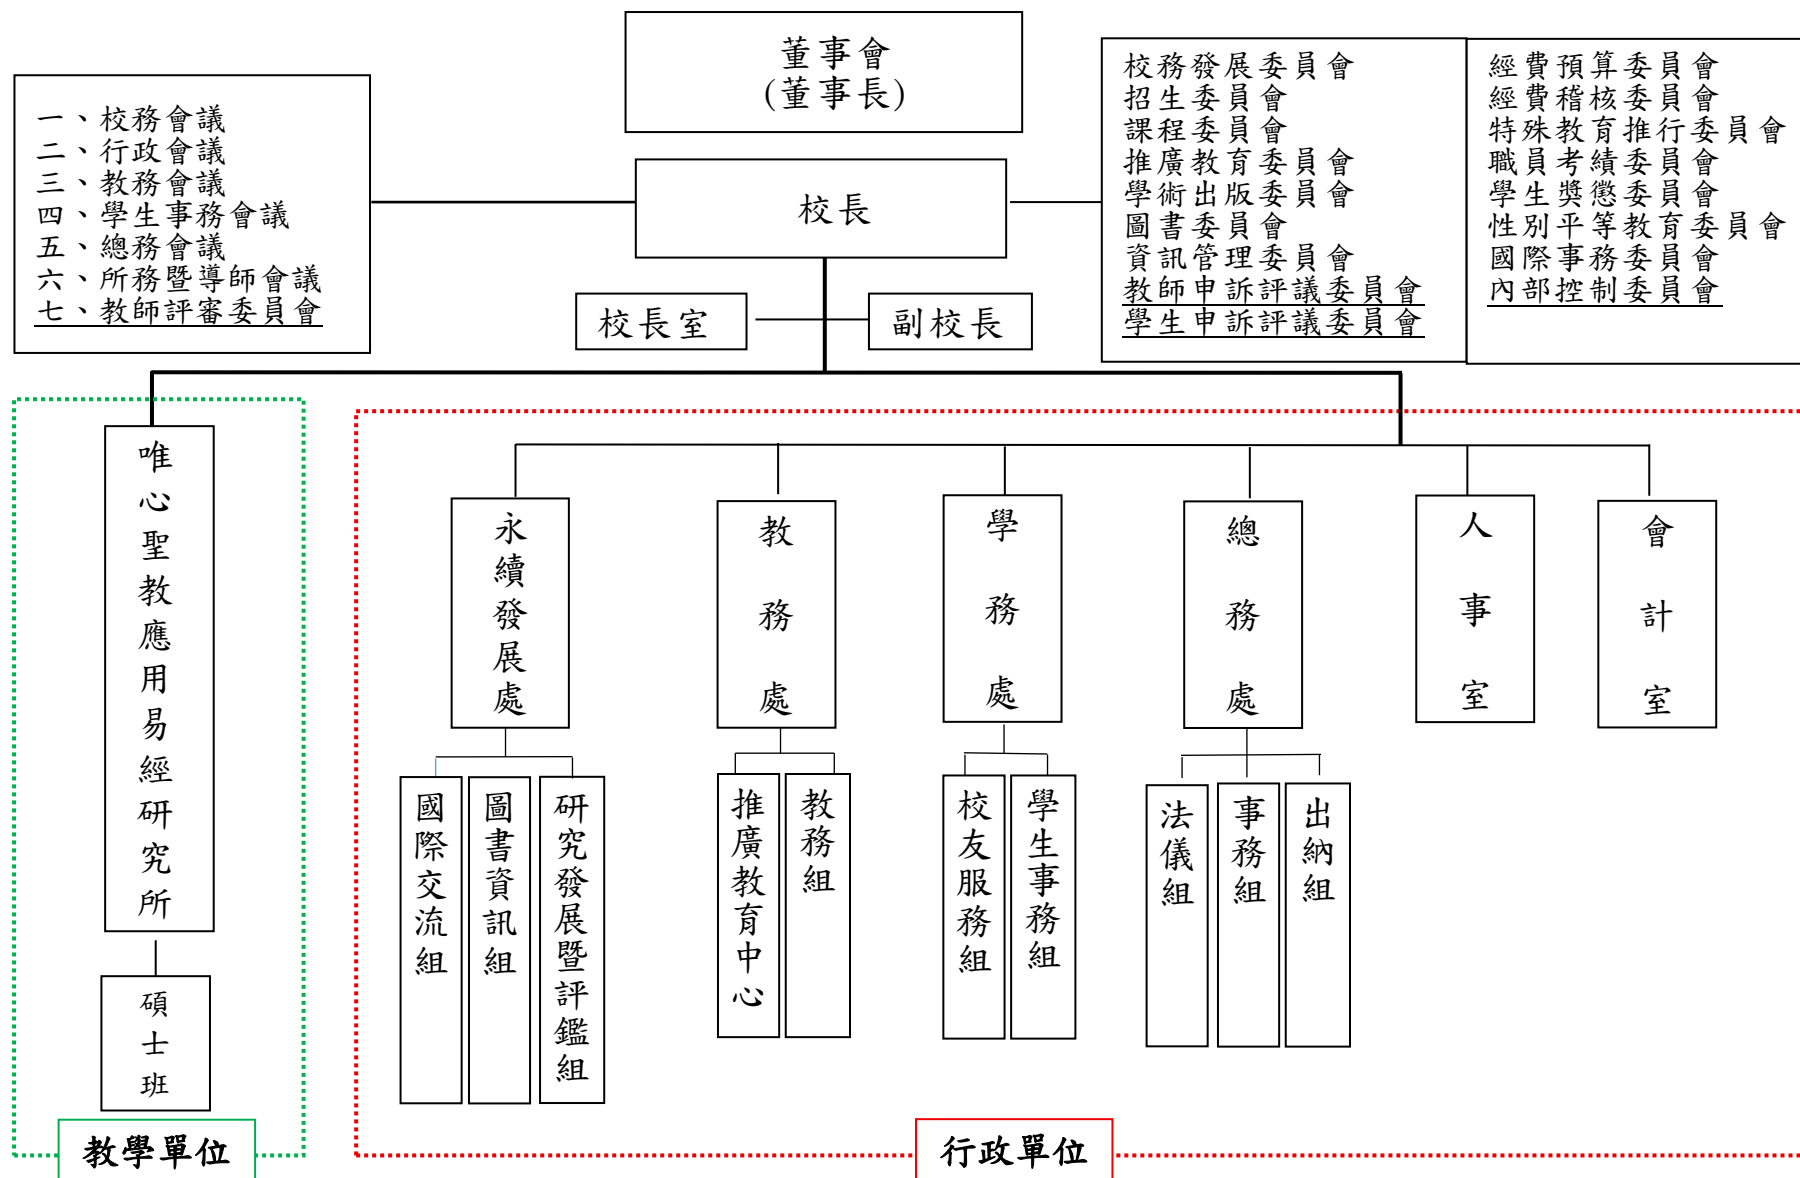 董事會
(董事長)
一、校務會議
二、行政會議
三、教務會議
四、學生事務會議
五、總務會議
六、所務暨導師會議
七、教師評審委員會
校長
校務發展委員會
招生委員會
課程委員會
推廣教育委員會
學術出版委員會
圖書委員會
資訊管理委員會
教師申訴評議委員會
學生申訴評議委員會
經費預算委員會
經費稽核委員會
特殊教育推行委員會
職員考績委員會
學生獎懲委員會
性別平等教育委員會
國際事務委員會
內部控制委員會
校長室
副校長
唯心聖教應用易經研究所
碩士班
教學單位
永續發展處
教務處
學務處
總務處
人事室
會計室
國際交流組
圖書資訊組
研究發展暨評鑑組
推廣教育中心
教務組
校友服務組
學生事務組
法儀組
事務組
出納組
行政單位